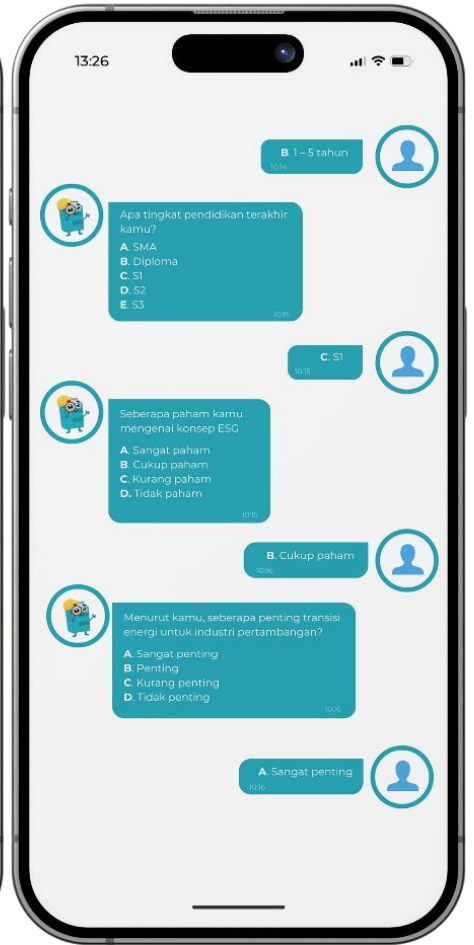 13:26
B. 1 – 5 tahun
10:14
Apa tingkat pendidikan terakhir
kamu?
A. SMA
B. Diploma
C. S1
D. S2
E. S3
10:15
C. S1
10:15
Seberapa paham kamu
mengenai konsep ESG
A. Sangat paham
B. Cukup paham
C. Kurang paham
D. Tidak paham
10:15
B. Cukup paham
10:16
Menurut kamu, seberapa penting transisi
energi untuk industri pertambangan?
A. Sangat penting
B. Penting
C. Kurang penting
D. Tidak penting
10:16
A. Sangat penting
10:16